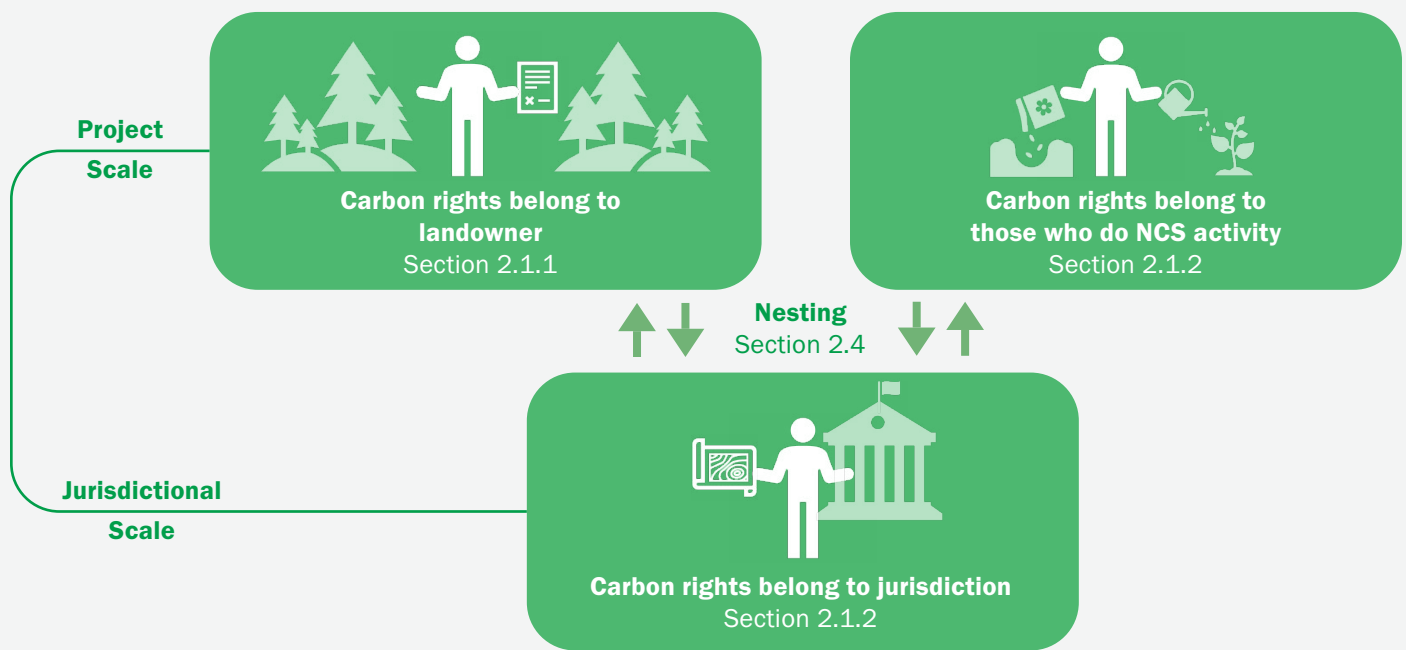 Project
Scale
Carbon rights belong to
landowner
Section 2.1.1
Carbon rights belong to
those who do NCS activity
Section 2.1.2
Nesting
Section 2.4
Jurisdictional
Scale
Carbon rights belong to jurisdiction
Section 2.1.2